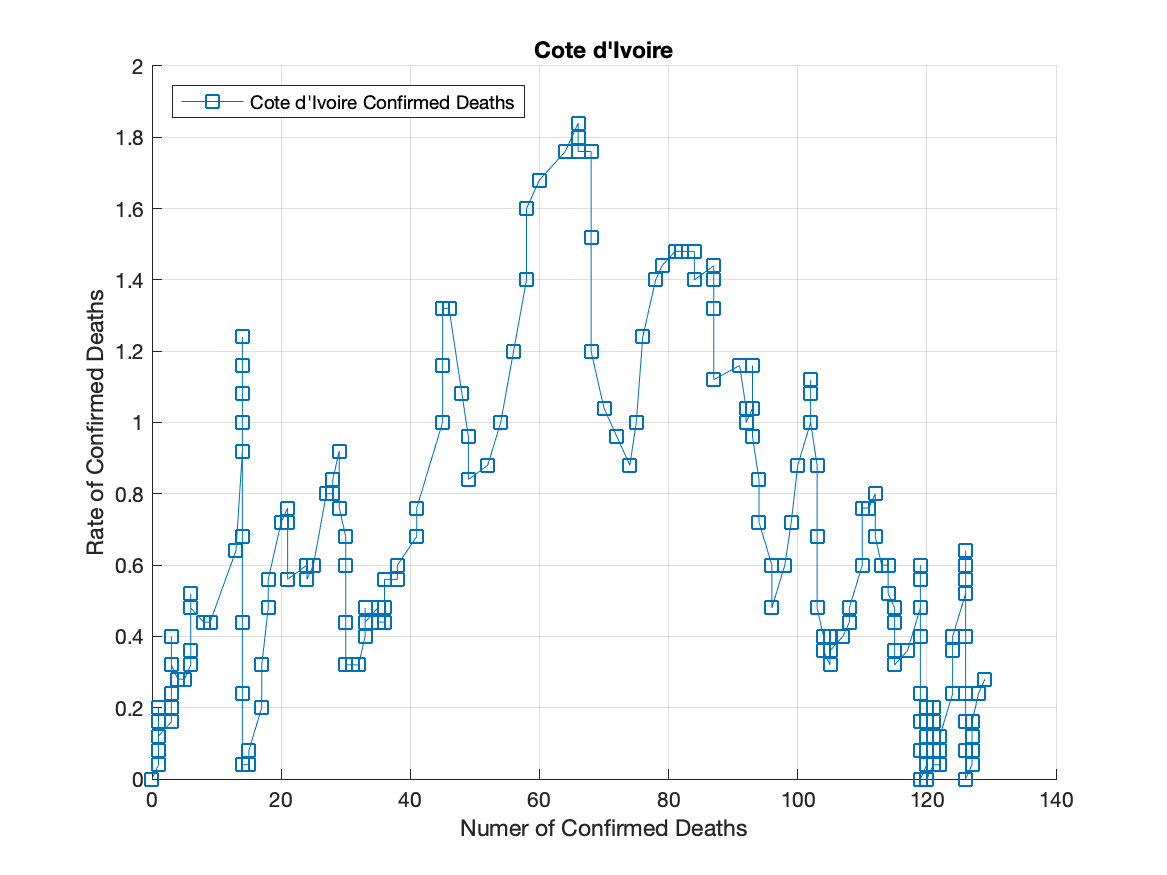 Cote d'Ivoire
Cote d'Ivoire Confirmed Deaths
2
1.8
1.6
1.4
1.2
1
0.8
0.6
0.4
0.2
0
Rate of Confirmed Deaths
0 20 40 60 80 100 120 140
Numer of Confirmed Deaths